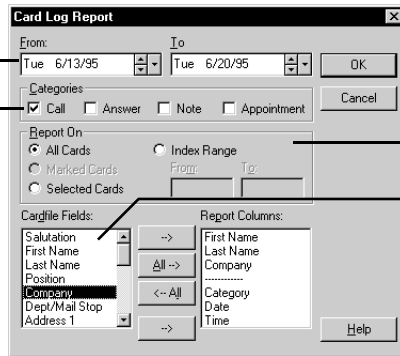 Card Log Report
From: To
Tue 6/13/95 Tue 6/20/95 OK
Categories Cancel
Call Answer Note Appointment
Report On
All Cards Index Range
Marked Cards From: To:
Selected Cards
Cardfile Fields: Report Columns:
Salutation --> First Name
First Name Last Name
Last Name All --> Company
Position ------------
Company <-- All Category
Dept/Mail Stop Date
Address 1 --> Time
Help